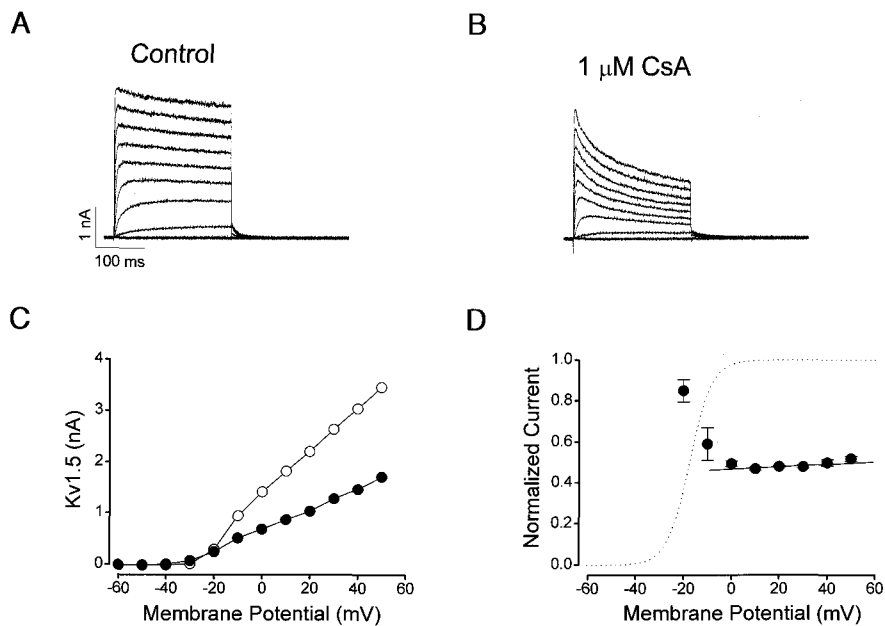 A
Control
1 nA
100 ms
B
1 μM CsA
C
Kv1.5 (nA)
4
3
2
1
0
-60 -40 -20 0 20 40 60
Membrane Potential (mV)
D
Normalized Current
1.0
0.8
0.6
0.4
0.2
0.0
-60 -40 -20 0 20 40 60
Membrane Potential (mV)